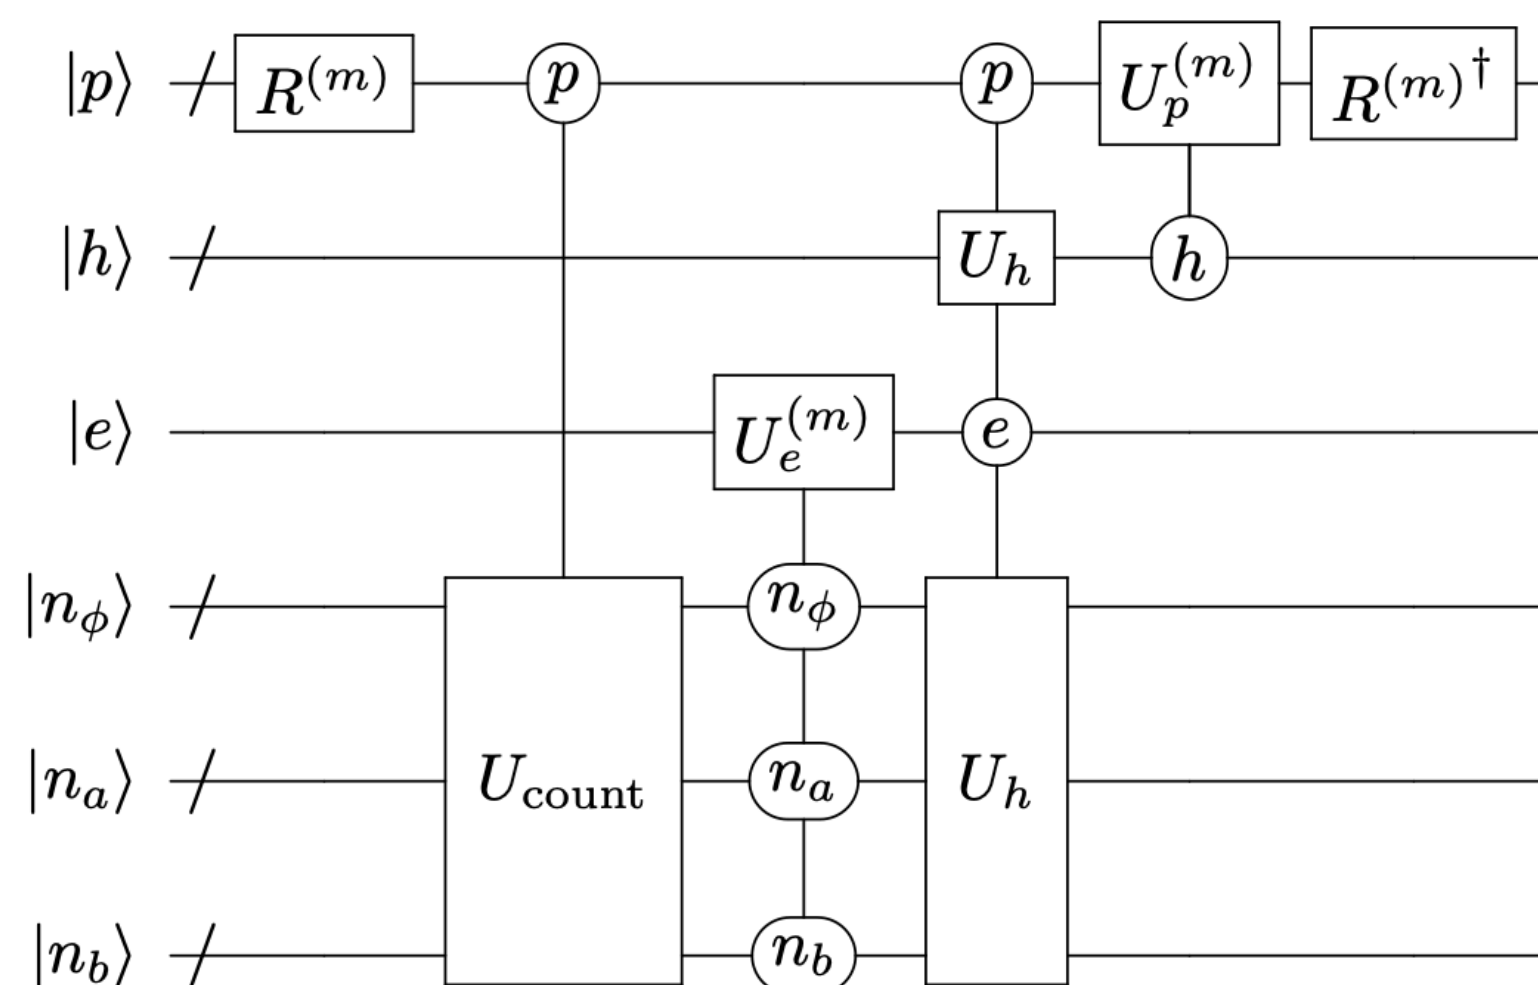 |p⟩ R^(m) p p U_p^(m) R^(m)†
|h⟩ U_h h
|e⟩ U_e^(m) e
|n_ϕ⟩ n_ϕ
|n_a⟩ U_count n_a U_h
|n_b⟩ n_b